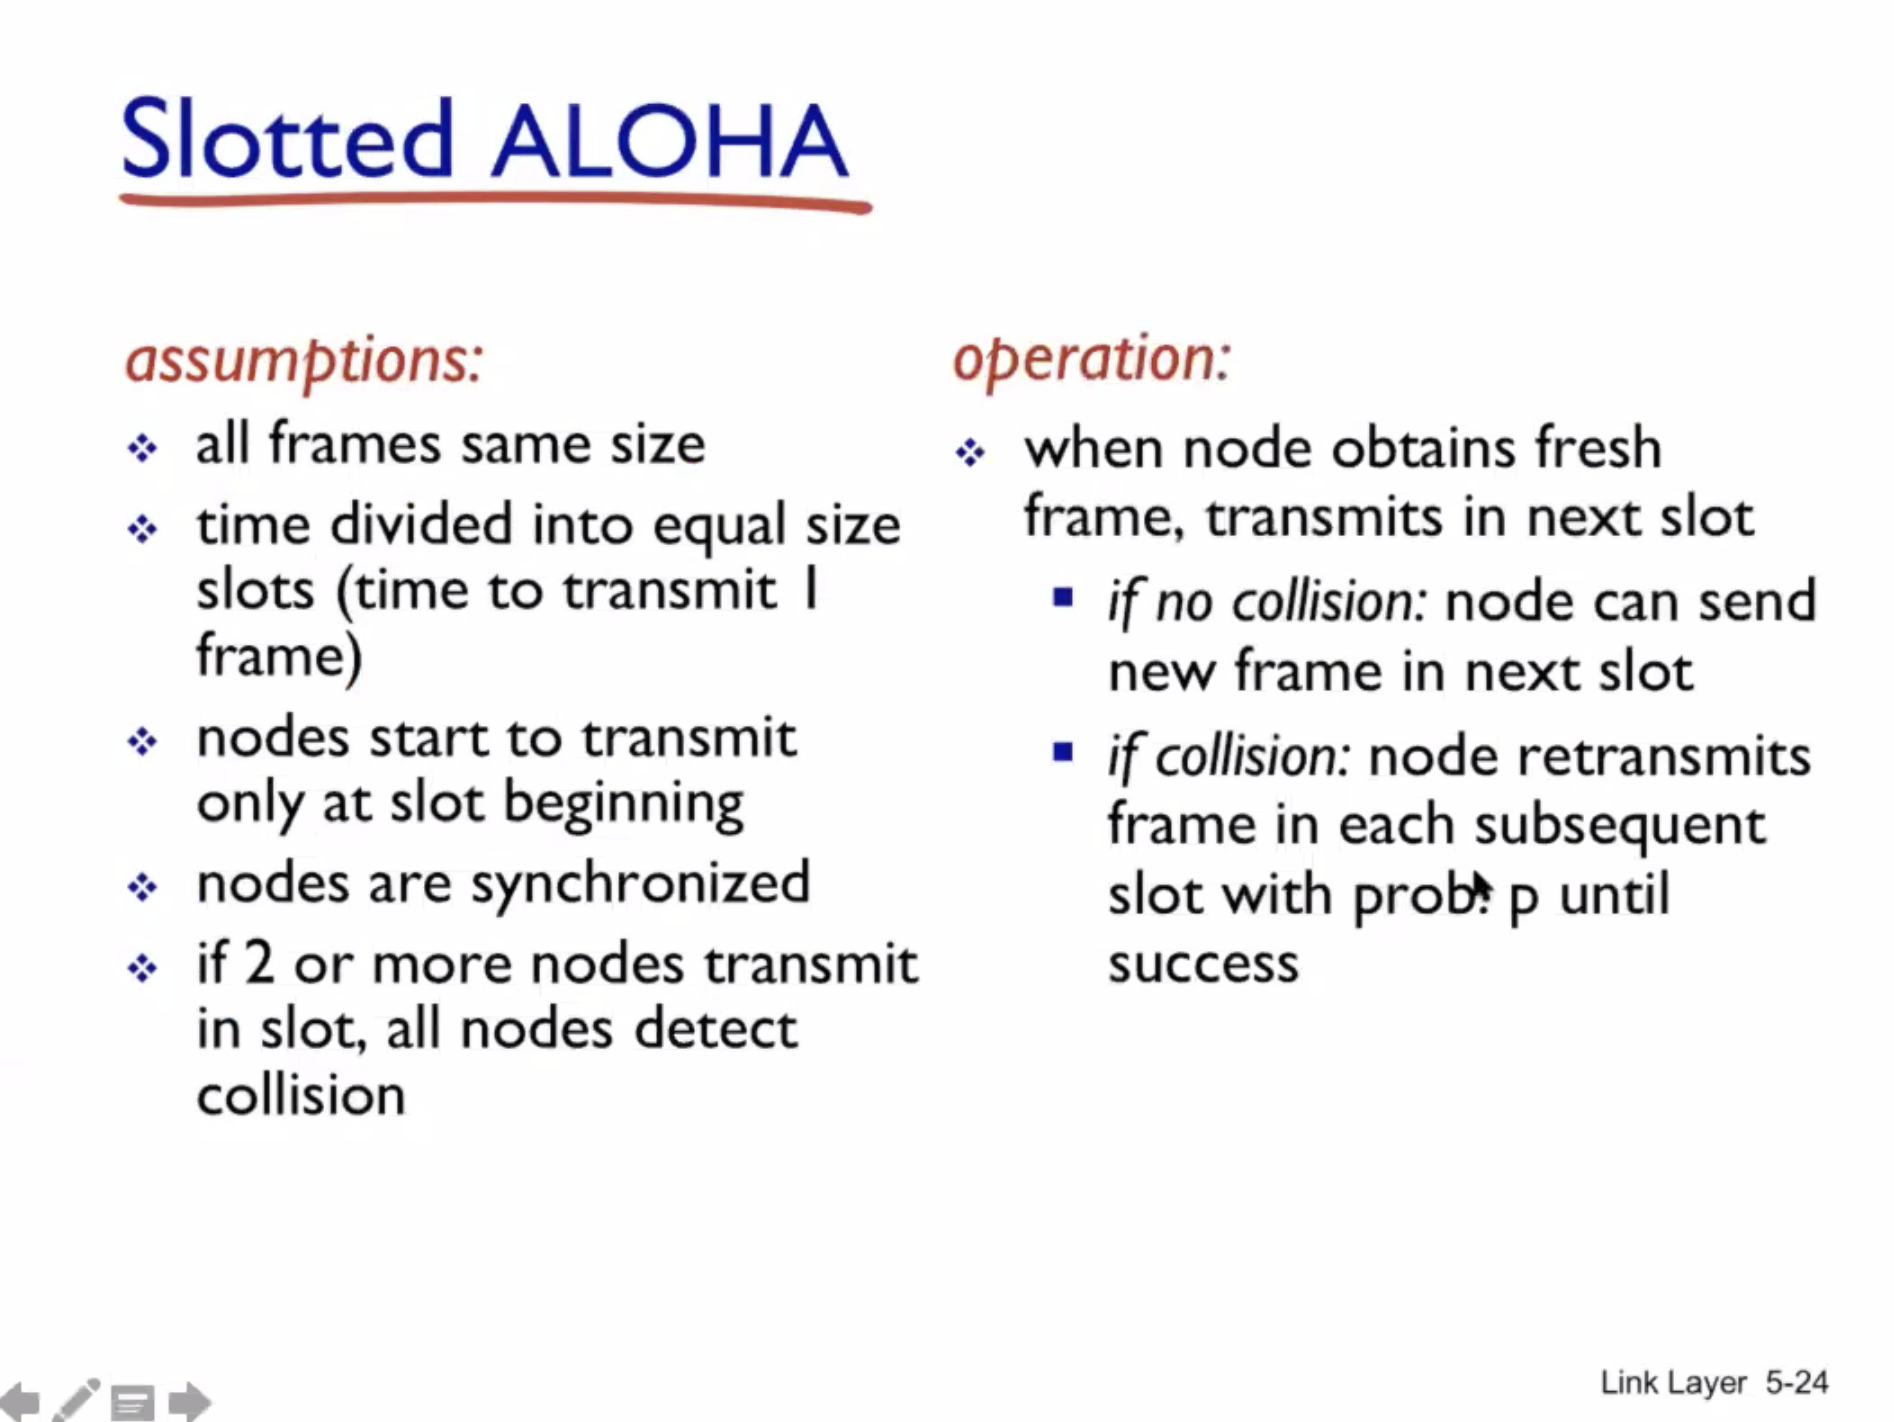 Slotted ALOHA
assumptions:
all frames same size
time divided into equal size
slots (time to transmit 1
frame)
nodes start to transmit
only at slot beginning
nodes are synchronized
if 2 or more nodes transmit
in slot, all nodes detect
collision
operation:
when node obtains fresh
frame, transmits in next slot
if no collision: node can send
new frame in next slot
if collision: node retransmits
frame in each subsequent
slot with prob. p until
success
Link Layer 5-24